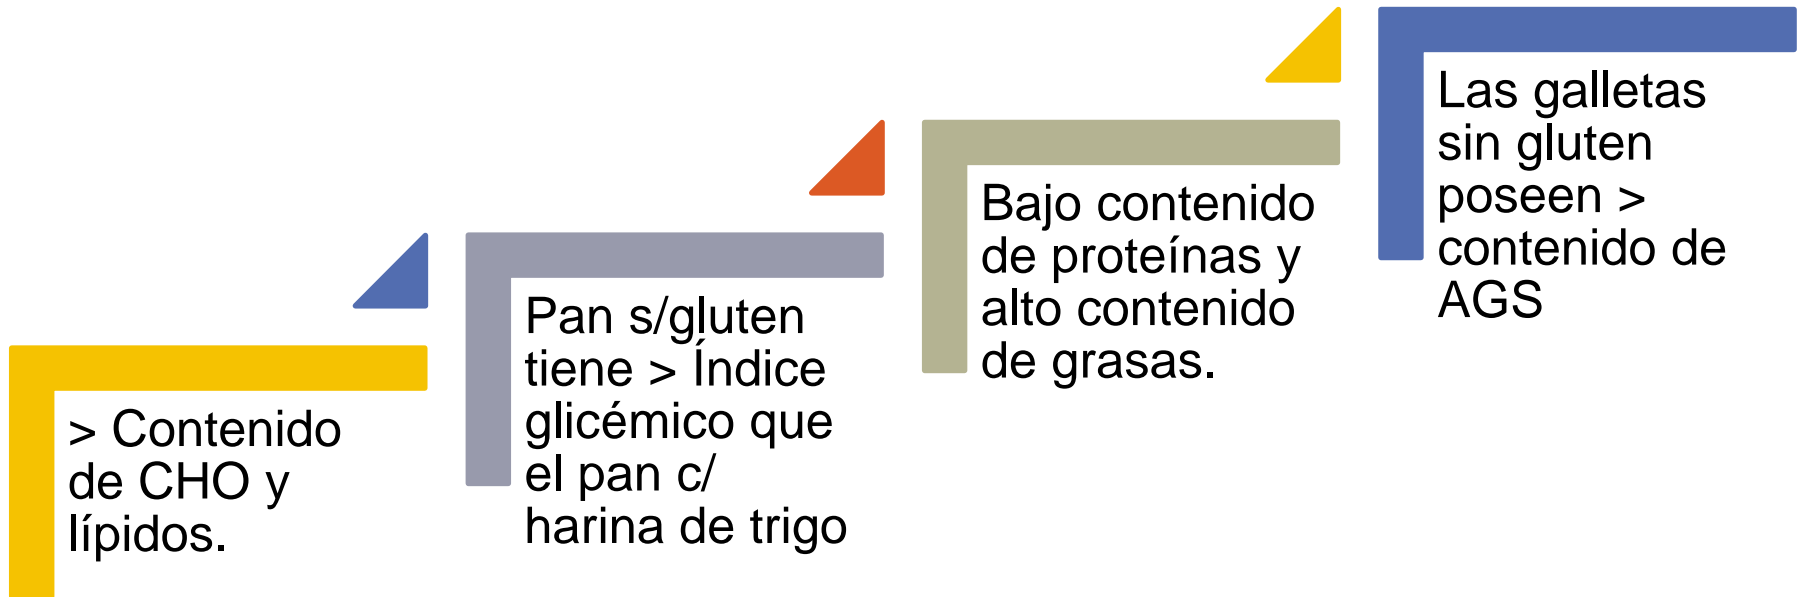 > Contenido
de CHO y
lípidos.
Pan s/gluten
tiene > Índice
glicémico que
el pan c/
harina de trigo
Bajo contenido
de proteínas y
alto contenido
de grasas.
Las galletas
sin gluten
poseen >
contenido de
AGS